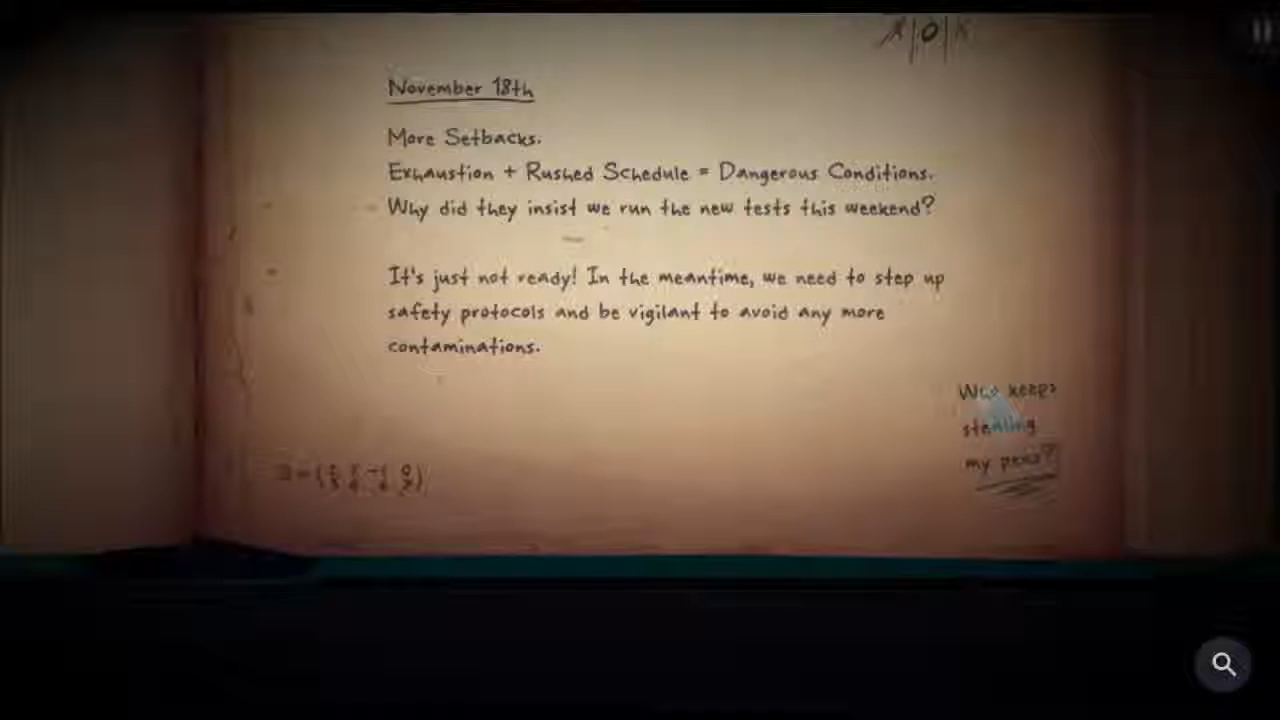 November 18th
More Setbacks.
Exhaustion + Rushed Schedule = Dangerous Conditions.
Why did they insist we run the new tests this weekend?
It's just not ready! In the meantime, we need to step up
safety protocols and be vigilant to avoid any more
contaminations.
Who keeps
stealing
my pens?